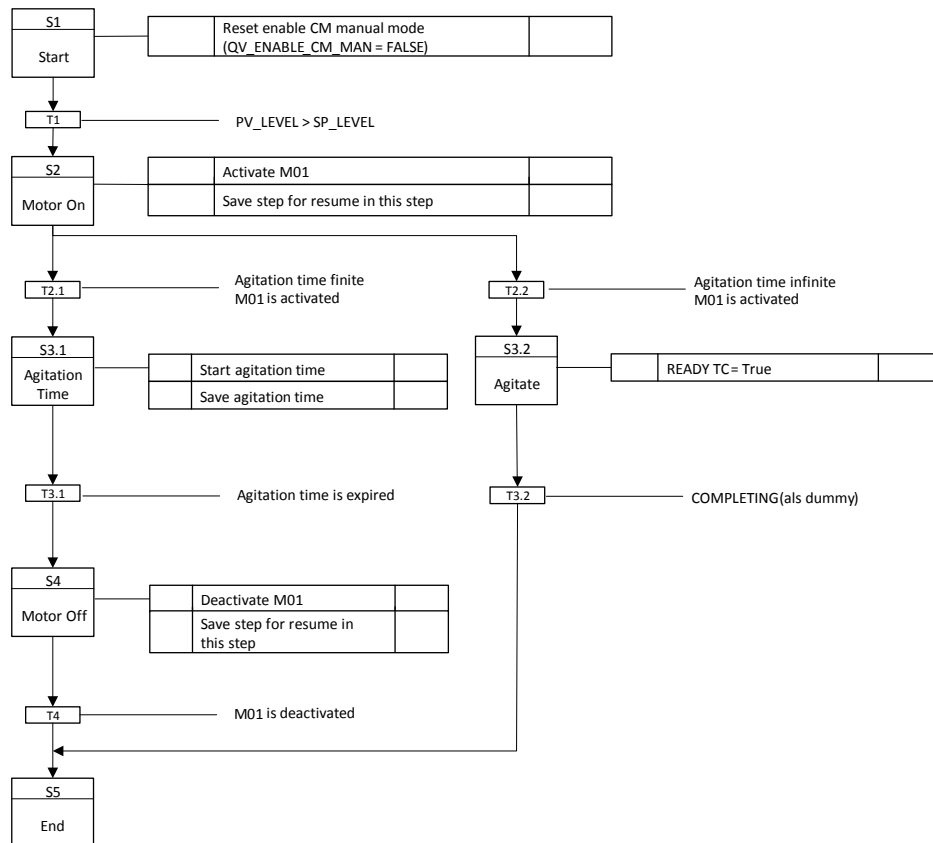 S1
Start
Reset enable CM manual mode
(QV_ENABLE_CM_MAN = FALSE)
T1
PV_LEVEL > SP_LEVEL
S2
Motor On
Activate M01
Save step for resume in this step
T2.1
Agitation time finite
M01 is activated
T2.2
Agitation time infinite
M01 is activated
S3.1
Agitation
Time
Start agitation time
Save agitation time
S3.2
Agitate
READY TC = True
T3.1
Agitation time is expired
T3.2
COMPLETING (als dummy)
S4
Motor Off
Deactivate M01
Save step for resume in
this step
T4
M01 is deactivated
S5
End